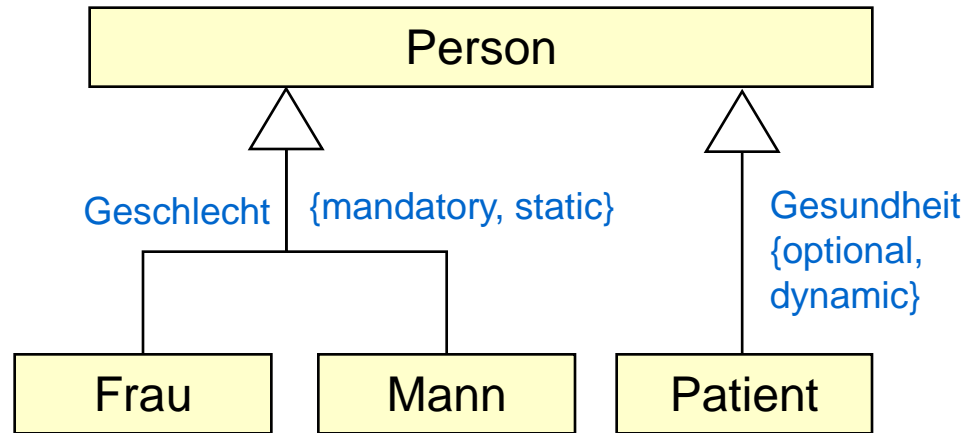 Person
Geschlecht
{mandatory, static}
Gesundheit
{optional,
dynamic}
Frau
Mann
Patient